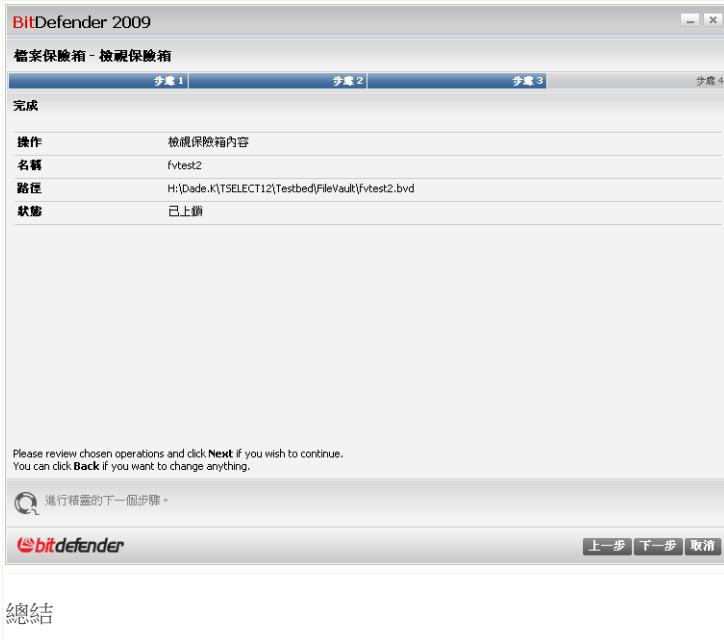 BitDefender 2009
檔案保險箱 - 檢視保險箱
步驟 1 步驟 2 步驟 3 步驟 4
完成
操作 檢視保險箱內容
名稱 fvtest2
路徑 H:\Dade.K\TSELECT12\Testbed\FileVault\fvtest2.bvd
狀態 已上鎖
Please review chosen operations and click Next if you wish to continue.
You can click Back if you want to change anything.
進行精靈的下一個步驟。
bitdefender
上一步 下一步 取消
總結